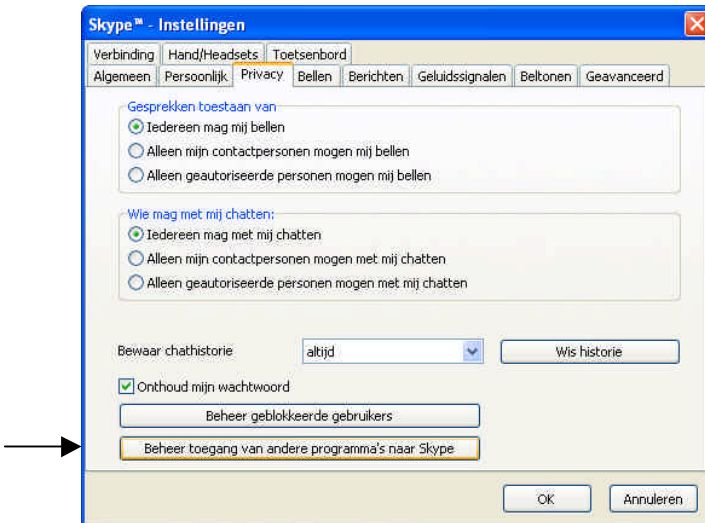 Skype™ - Instellingen
Verbinding Hand/Headsets Toetsenbord
Algemeen Persoonlijk Privacy Bellen Berichten Geluidssignalen Beltonen Geavanceerd
Gesprekken toestaan van
Iedereen mag mij bellen
Alleen mijn contactpersonen mogen mij bellen
Alleen geautoriseerde personen mogen mij bellen
Wie mag met mij chatten:
Iedereen mag met mij chatten
Alleen mijn contactpersonen mogen met mij chatten
Alleen geautoriseerde personen mogen met mij chatten
Bewaar chathistorie altijd Wis historie
Onthoud mijn wachtwoord
Beheer geblokkeerde gebruikers
Beheer toegang van andere programma's naar Skype
OK Annuleren